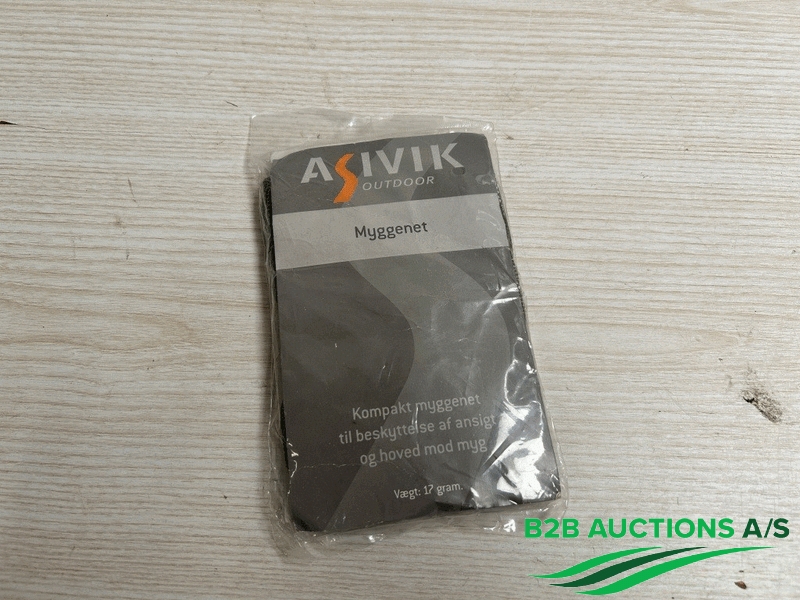 ASIVIK
OUTDOOR
Myggenet
Kompakt myggenet
til beskyttelse af ansigt
og hoved mod myg
Vægt: 17 gram.
B2B AUCTIONS A/S